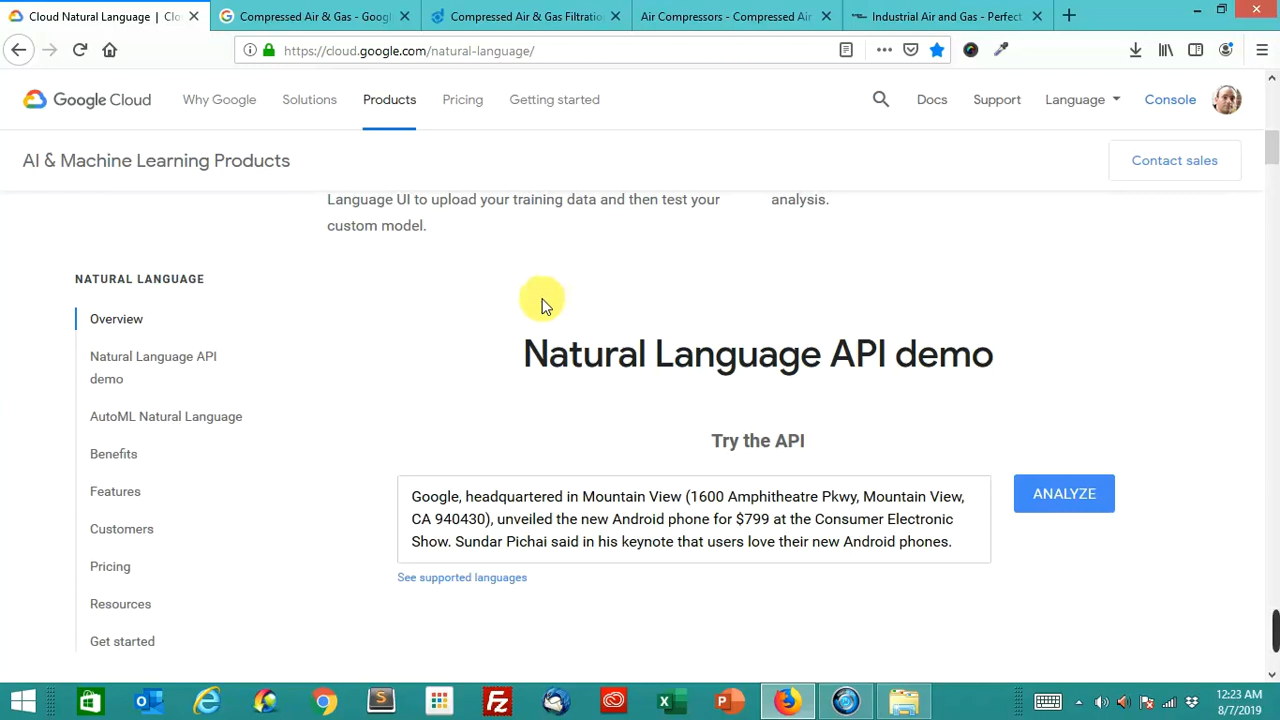 Cloud Natural Language | Clo
Compressed Air & Gas - Googl
Compressed Air & Gas Filtration
Air Compressors - Compressed Air
Industrial Air and Gas - Perfect
https://cloud.google.com/natural-language/
Google Cloud
Why Google
Solutions
Products
Pricing
Getting started
Docs
Support
Language
Console
AI & Machine Learning Products
Contact sales
Language UI to upload your training data and then test your
custom model.
analysis.
NATURAL LANGUAGE
Overview
Natural Language API
demo
AutoML Natural Language
Benefits
Features
Customers
Pricing
Resources
Get started
Natural Language API demo
Try the API
Google, headquartered in Mountain View (1600 Amphitheatre Pkwy, Mountain View,
CA 940430), unveiled the new Android phone for $799 at the Consumer Electronic
Show. Sundar Pichai said in his keynote that users love their new Android phones.
ANALYZE
See supported languages
12:23 AM
8/7/2019